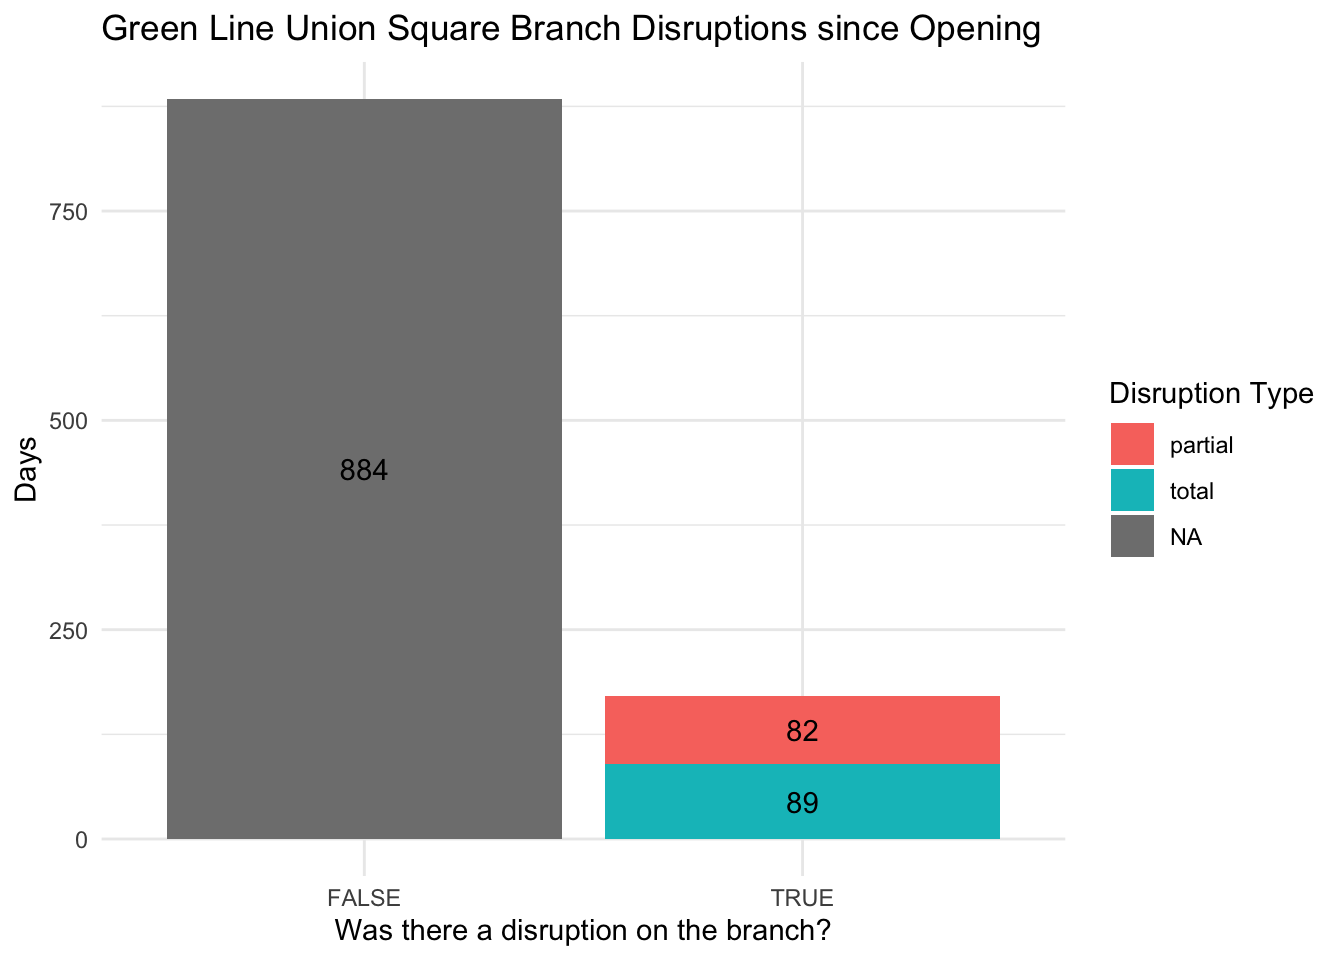 Green Line Union Square Branch Disruptions since Opening
Days
750
500
250
0
884
82
89
FALSE
TRUE
Was there a disruption on the branch?
Disruption Type
partial
total
NA